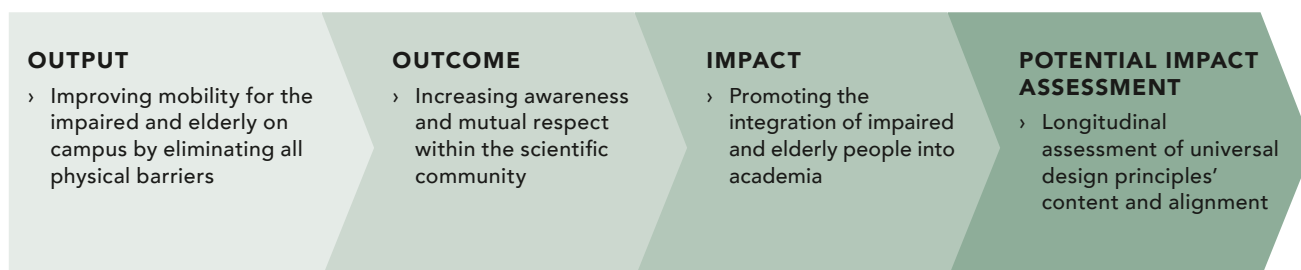 OUTPUT
› Improving mobility for the
impaired and elderly on
campus by eliminating all
physical barriers
OUTCOME
› Increasing awareness
and mutual respect
within the scientific
community
IMPACT
› Promoting the
integration of impaired
and elderly people into
academia
POTENTIAL IMPACT
ASSESSMENT
› Longitudinal
assessment of universal
design principles’
content and alignment